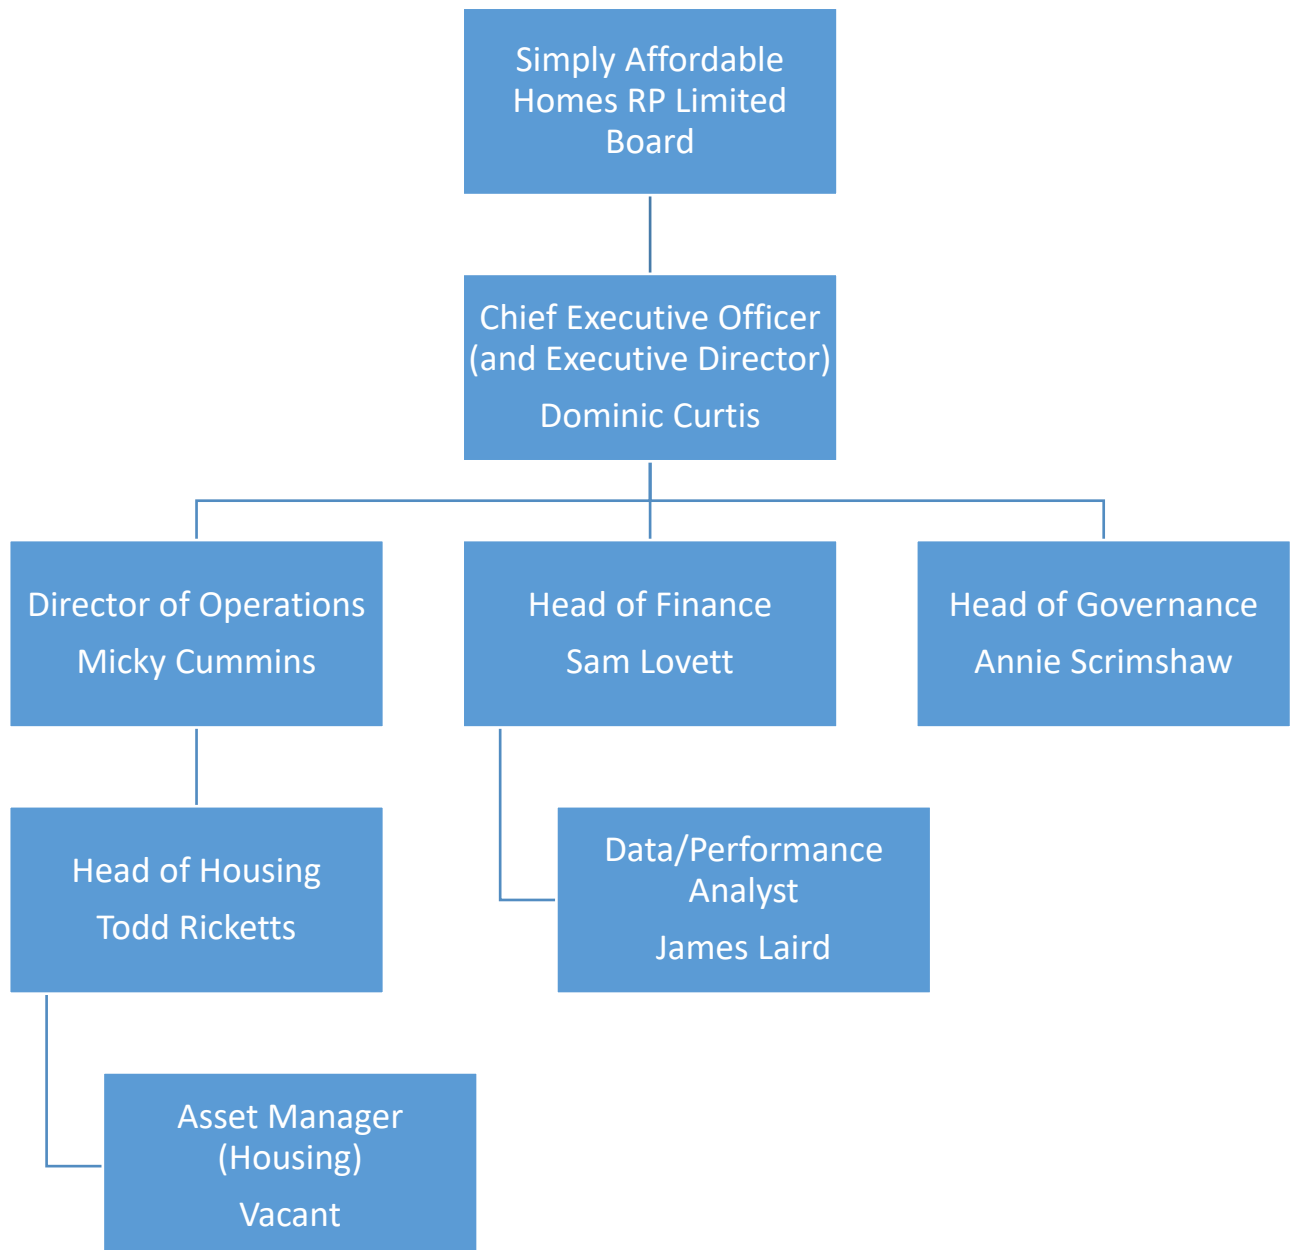 Simply Affordable
Homes RP Limited
Board
Chief Executive Officer
(and Executive Director)
Dominic Curtis
Director of Operations
Micky Cummins
Head of Finance
Sam Lovett
Head of Governance
Annie Scrimshaw
Head of Housing
Todd Ricketts
Data/Performance
Analyst
James Laird
Asset Manager
(Housing)
Vacant